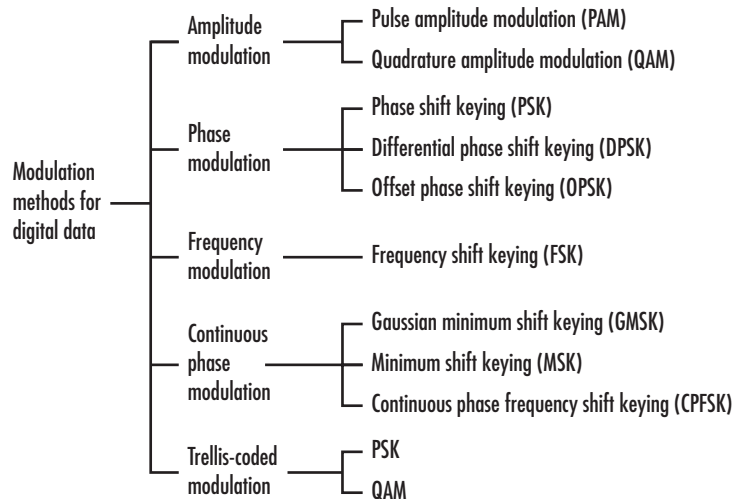 Modulation
methods for
digital data
Amplitude
modulation
Pulse amplitude modulation (PAM)
Quadrature amplitude modulation (QAM)
Phase
modulation
Phase shift keying (PSK)
Differential phase shift keying (DPSK)
Offset phase shift keying (OPSK)
Frequency
modulation
Frequency shift keying (FSK)
Continuous
phase
modulation
Gaussian minimum shift keying (GMSK)
Minimum shift keying (MSK)
Continuous phase frequency shift keying (CPFSK)
Trellis-coded
modulation
PSK
QAM